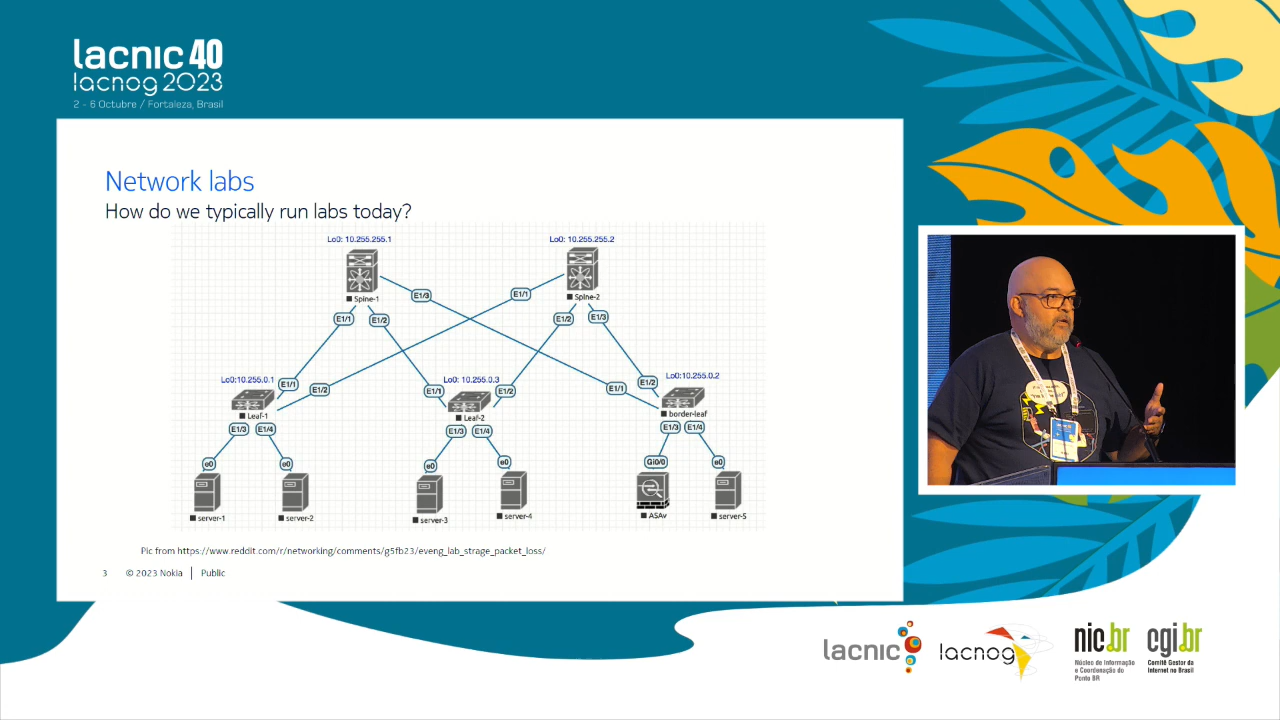 lacnic 40
lacnog 2023
2 - 6 Octubre / Fortaleza, Brasil
Network labs
How do we typically run labs today?
Lo0: 10.255.255.1
Lo0: 10.255.255.2
Spine-1
Spine-2
E1/3
E1/1
E1/1
E1/2
E1/2
E1/3
Lo0:10.255.0.1
Lo0: 10.255.0.3
Lo0:10.255.0.2
E1/1
E1/2
E1/1
E1/2
E1/1
E1/2
Leaf-1
Leaf-2
border-leaf
E1/3
E1/4
E1/3
E1/4
E1/3
E1/4
e0
e0
e0
e0
Gi0/0
e0
server-1
server-2
server-3
server-4
ASAv
server-5
Pic from https://www.reddit.com/r/networking/comments/g5fb23/eveng_lab_strage_packet_loss/
3 © 2023 Nokia | Public
lacnic
lacnog
nic.br
Núcleo de Informação
e Coordenação do
Ponto BR
cgi.br
Comitê Gestor da
Internet no Brasil